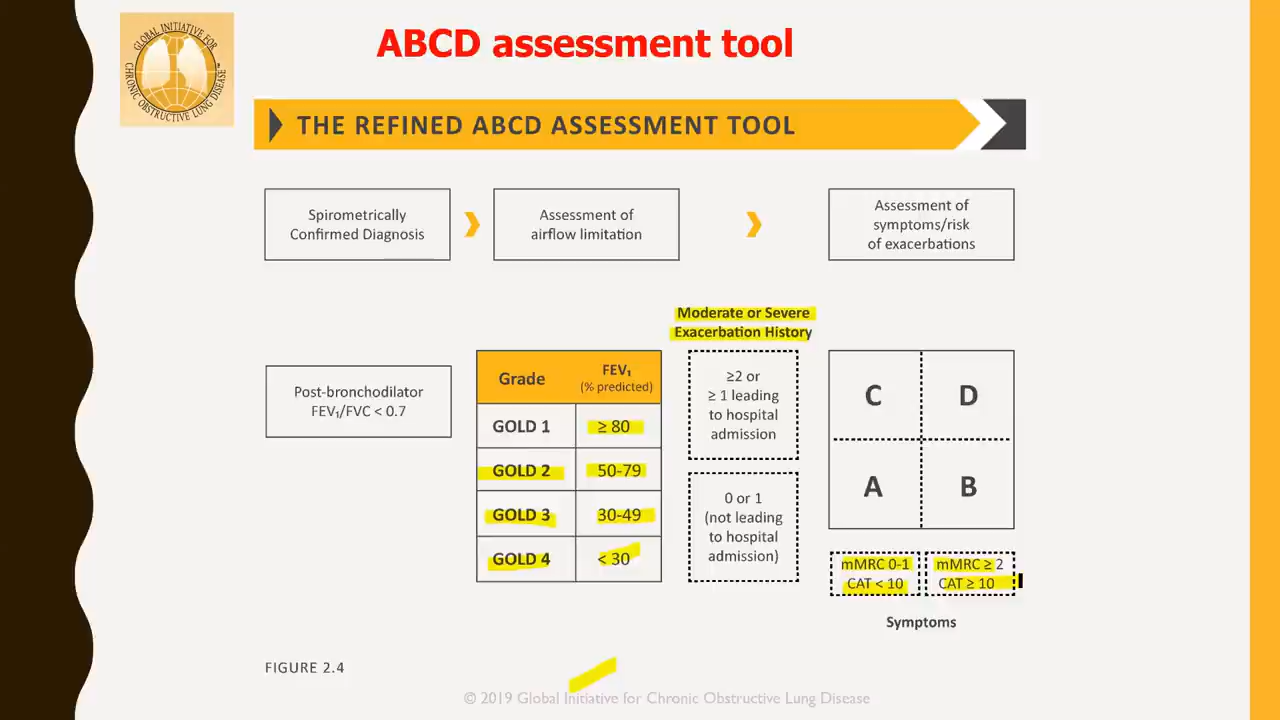 GLOBAL INITIATIVE FOR
CHRONIC OBSTRUCTIVE LUNG DISEASE
ABCD assessment tool
THE REFINED ABCD ASSESSMENT TOOL
Spirometrically
Confirmed Diagnosis
Assessment of
airflow limitation
Assessment of
symptoms/risk
of exacerbations
Post-bronchodilator
FEV₁/FVC < 0.7
Grade
FEV₁
(% predicted)
GOLD 1
≥ 80
GOLD 2
50-79
GOLD 3
30-49
GOLD 4
< 30
Moderate or Severe
Exacerbation History
≥2 or
≥ 1 leading
to hospital
admission
0 or 1
(not leading
to hospital
admission)
C
D
A
B
mMRC 0-1
CAT < 10
mMRC ≥ 2
CAT ≥ 10
Symptoms
FIGURE 2.4
© 2019 Global Initiative for Chronic Obstructive Lung Disease